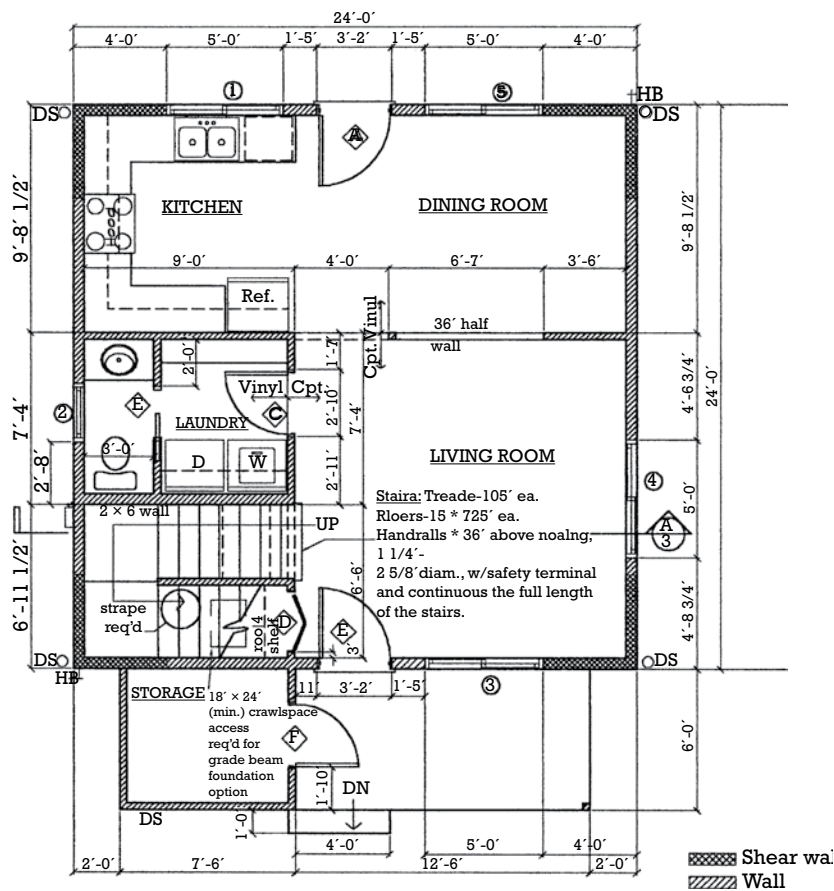 24´-0´
4´-0´ 5´-0´ 1´-5´ 3´-2´ 1´-5´ 5´-0´ 4´-0´
① ⑤ HB
DS DS
A
KITCHEN DINING ROOM
9´-8´ 1/2´
9´-8 1/2´
9´-0´ 4´-0´ 6´-7´ 3´-6´
Ref.
Cpt. Vinul
36´ half
wall
2´-0´
1´-7´
Vinyl Cpt.
② E
C
LAUNDRY
7´-4´
2´-10´
7´-4´
4´-6 3/4´
24´-0´
3´-0´
D W
2´-8´
2´-11´
LIVING ROOM
④
5´-0´
Staira: Treade-105´ ea.
Rloers-15 * 725´ ea.
Handralls * 36´ above noalng,
1 1/4´-
2 5/8´diam., w/safety terminal
and continuous the full length
of the stairs.
2 × 6 wall
UP
A
3
6´-11 1/2´
6´-6´
strape
req'd
roo 4
shelf
D
E
3´
4´-8 3/4´
DS DS
HB
11 3´-2´ 1´-5´
③
STORAGE
18´ × 24´
(min.) crawlspace
access
req'd for
grade beam
foundation
option
F
6´-0´
1´-10´
DN
DS
1´-0
4´-0´ 5´-0´ 4´-0´
2´-0´ 7´-6´ 12´-6´ 2´-0´
Shear wal
Wall